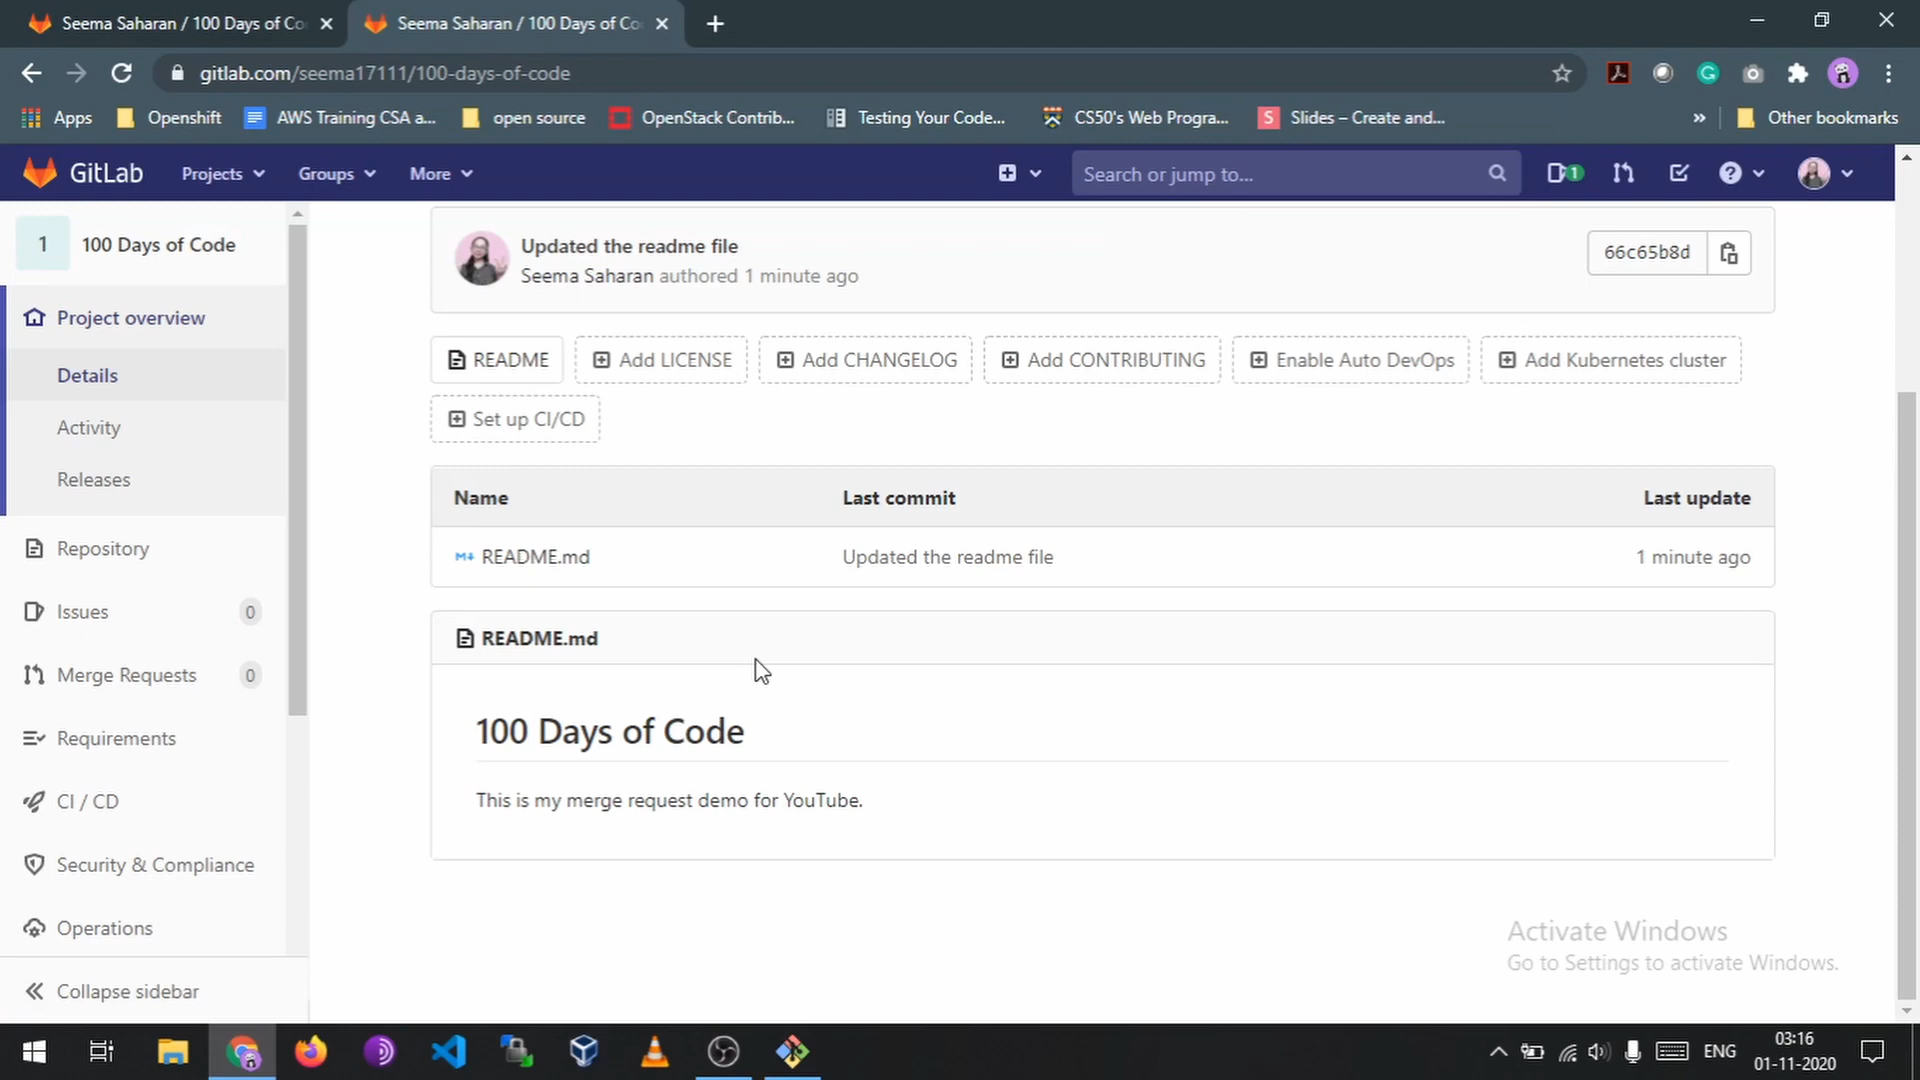 Seema Saharan / 100 Days of Co
Seema Saharan / 100 Days of Co
gitlab.com/seema17111/100-days-of-code
Apps
Openshift
AWS Training CSA a...
open source
OpenStack Contrib...
Testing Your Code...
CS50's Web Progra...
S
Slides – Create and...
»
Other bookmarks
GitLab
Projects
Groups
More
Search or jump to...
1
1
100 Days of Code
Updated the readme file
Seema Saharan authored 1 minute ago
66c65b8d
Project overview
Details
Activity
Releases
Repository
Issues 0
Merge Requests 0
Requirements
CI / CD
Security & Compliance
Operations
Collapse sidebar
README
Add LICENSE
Add CHANGELOG
Add CONTRIBUTING
Enable Auto DevOps
Add Kubernetes cluster
Set up CI/CD
Name Last commit Last update
README.md Updated the readme file 1 minute ago
README.md
100 Days of Code
This is my merge request demo for YouTube.
Activate Windows
Go to Settings to activate Windows.
ENG
03:16
01-11-2020